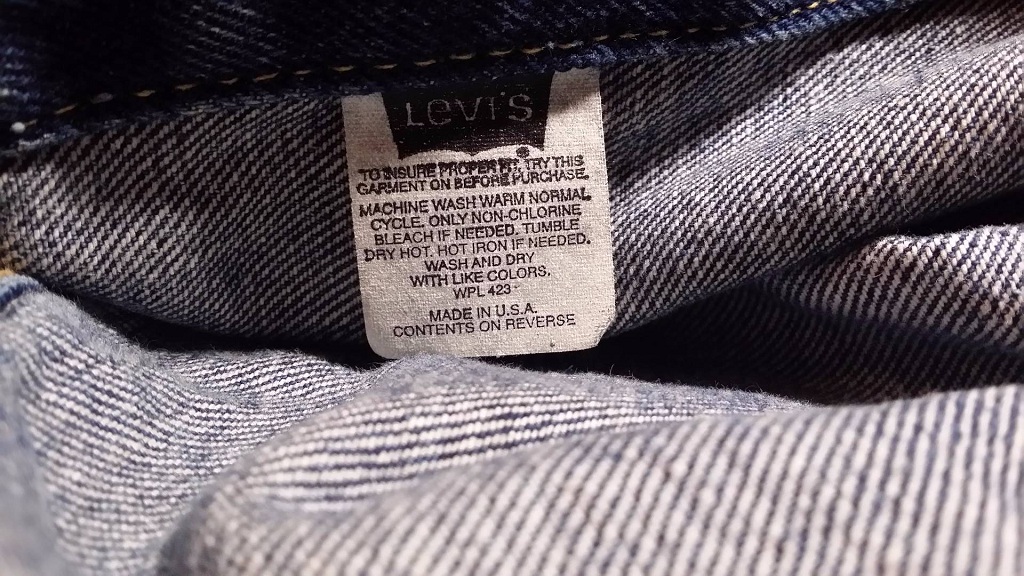 Levi's
TO INSURE PROPER FIT TRY THIS
GARMENT ON BEFORE PURCHASE.
MACHINE WASH WARM NORMAL
CYCLE. ONLY NON-CHLORINE
BLEACH IF NEEDED. TUMBLE
DRY HOT. HOT IRON IF NEEDED.
WASH AND DRY
WITH LIKE COLORS.
WPL 423
MADE IN U.S.A.
CONTENTS ON REVERSE